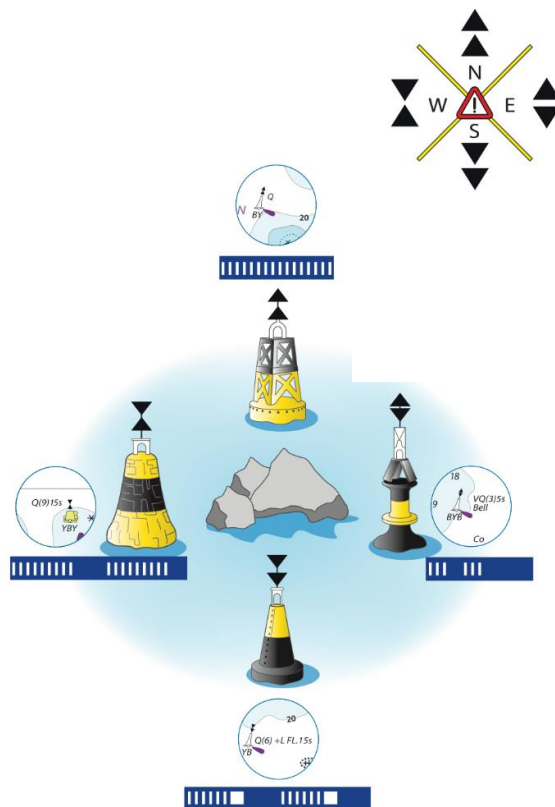 N
W ! E
S
Q
N
BY
20
Q(9)15s
YBY
18
9
VQ(3)5s
Bell
BYB
Co
20
Q(6) +L FL.15s
YB